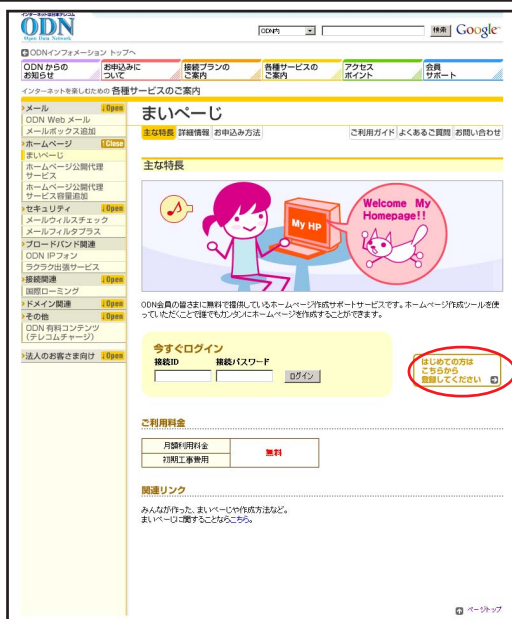 インターネットは日本テレコム
ODN
Open Data Network
ODN内
検索 Google
ODNインフォメーション トップへ
ODN からの お知らせ
お申込みに ついて
接続プランの ご案内
各種サービスの ご案内
アクセス ポイント
会員 サポート
インターネットを楽しむための 各種サービスのご案内
メール ↓Open
ODN Web メール
メールボックス追加
ホームページ ↑Close
まいぺーじ
ホームページ公開代理
サービス
ホームページ公開代理
サービス容量追加
セキュリティ ↓Open
メールウィルスチェック
メールフィルタプラス
ブロードバンド関連
ODN IPフォン
ラクラク出張サービス
接続関連 ↓Open
国際ローミング
ドメイン関連 ↓Open
その他 ↓Open
ODN 有料コンテンツ
(テレコムチャージ)
法人のお客さま向け ↓Open
まいぺーじ
主な特長 詳細情報 お申込み方法 ご利用ガイド よくあるご質問 お問い合わせ
主な特長
My HP
Welcome My
Homepage!!
ODN会員の皆さまに無料で提供しているホームページ作成サポートサービスです。ホームページ作成ツールを使
っていただくことで誰でもカンタンにホームページを作成することができます。
今すぐログイン
接続ID 接続パスワード
ログイン
はじめての方は
こちらから
登録してください
ご利用料金
月額利用料金
初期工事費用
無料
関連リンク
みんなが作った、まいぺーじや作成方法など。
まいぺーじに関することならこちら。
ページトップ